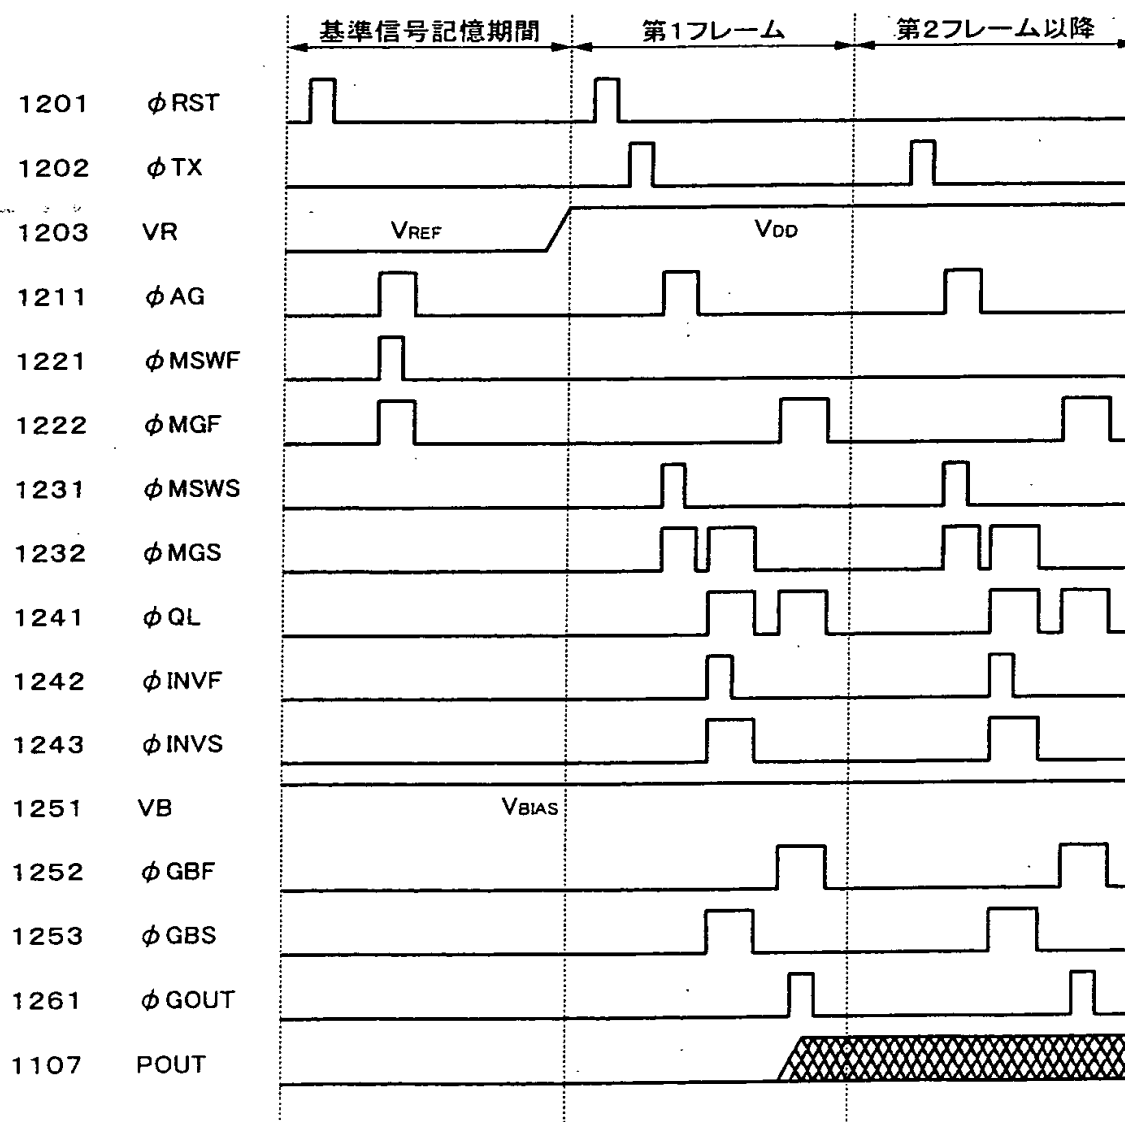 基準信号記憶期間 第1フレーム 第2フレーム以降
1201 φRST
1202 φTX
1203 VR VREF VDD
1211 φAG
1221 φMSWF
1222 φMGF
1231 φMSWS
1232 φMGS
1241 φQL
1242 φINVF
1243 φINVS
1251 VB VBIAS
1252 φGBF
1253 φGBS
1261 φGOUT
1107 POUT